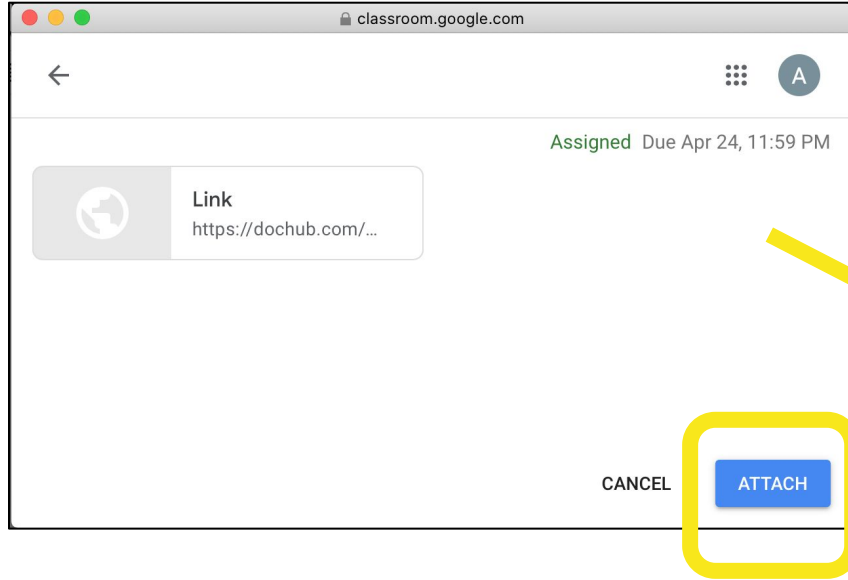 classroom.google.com
A
Assigned Due Apr 24, 11:59 PM
Link
https://dochub.com/...
CANCEL ATTACH